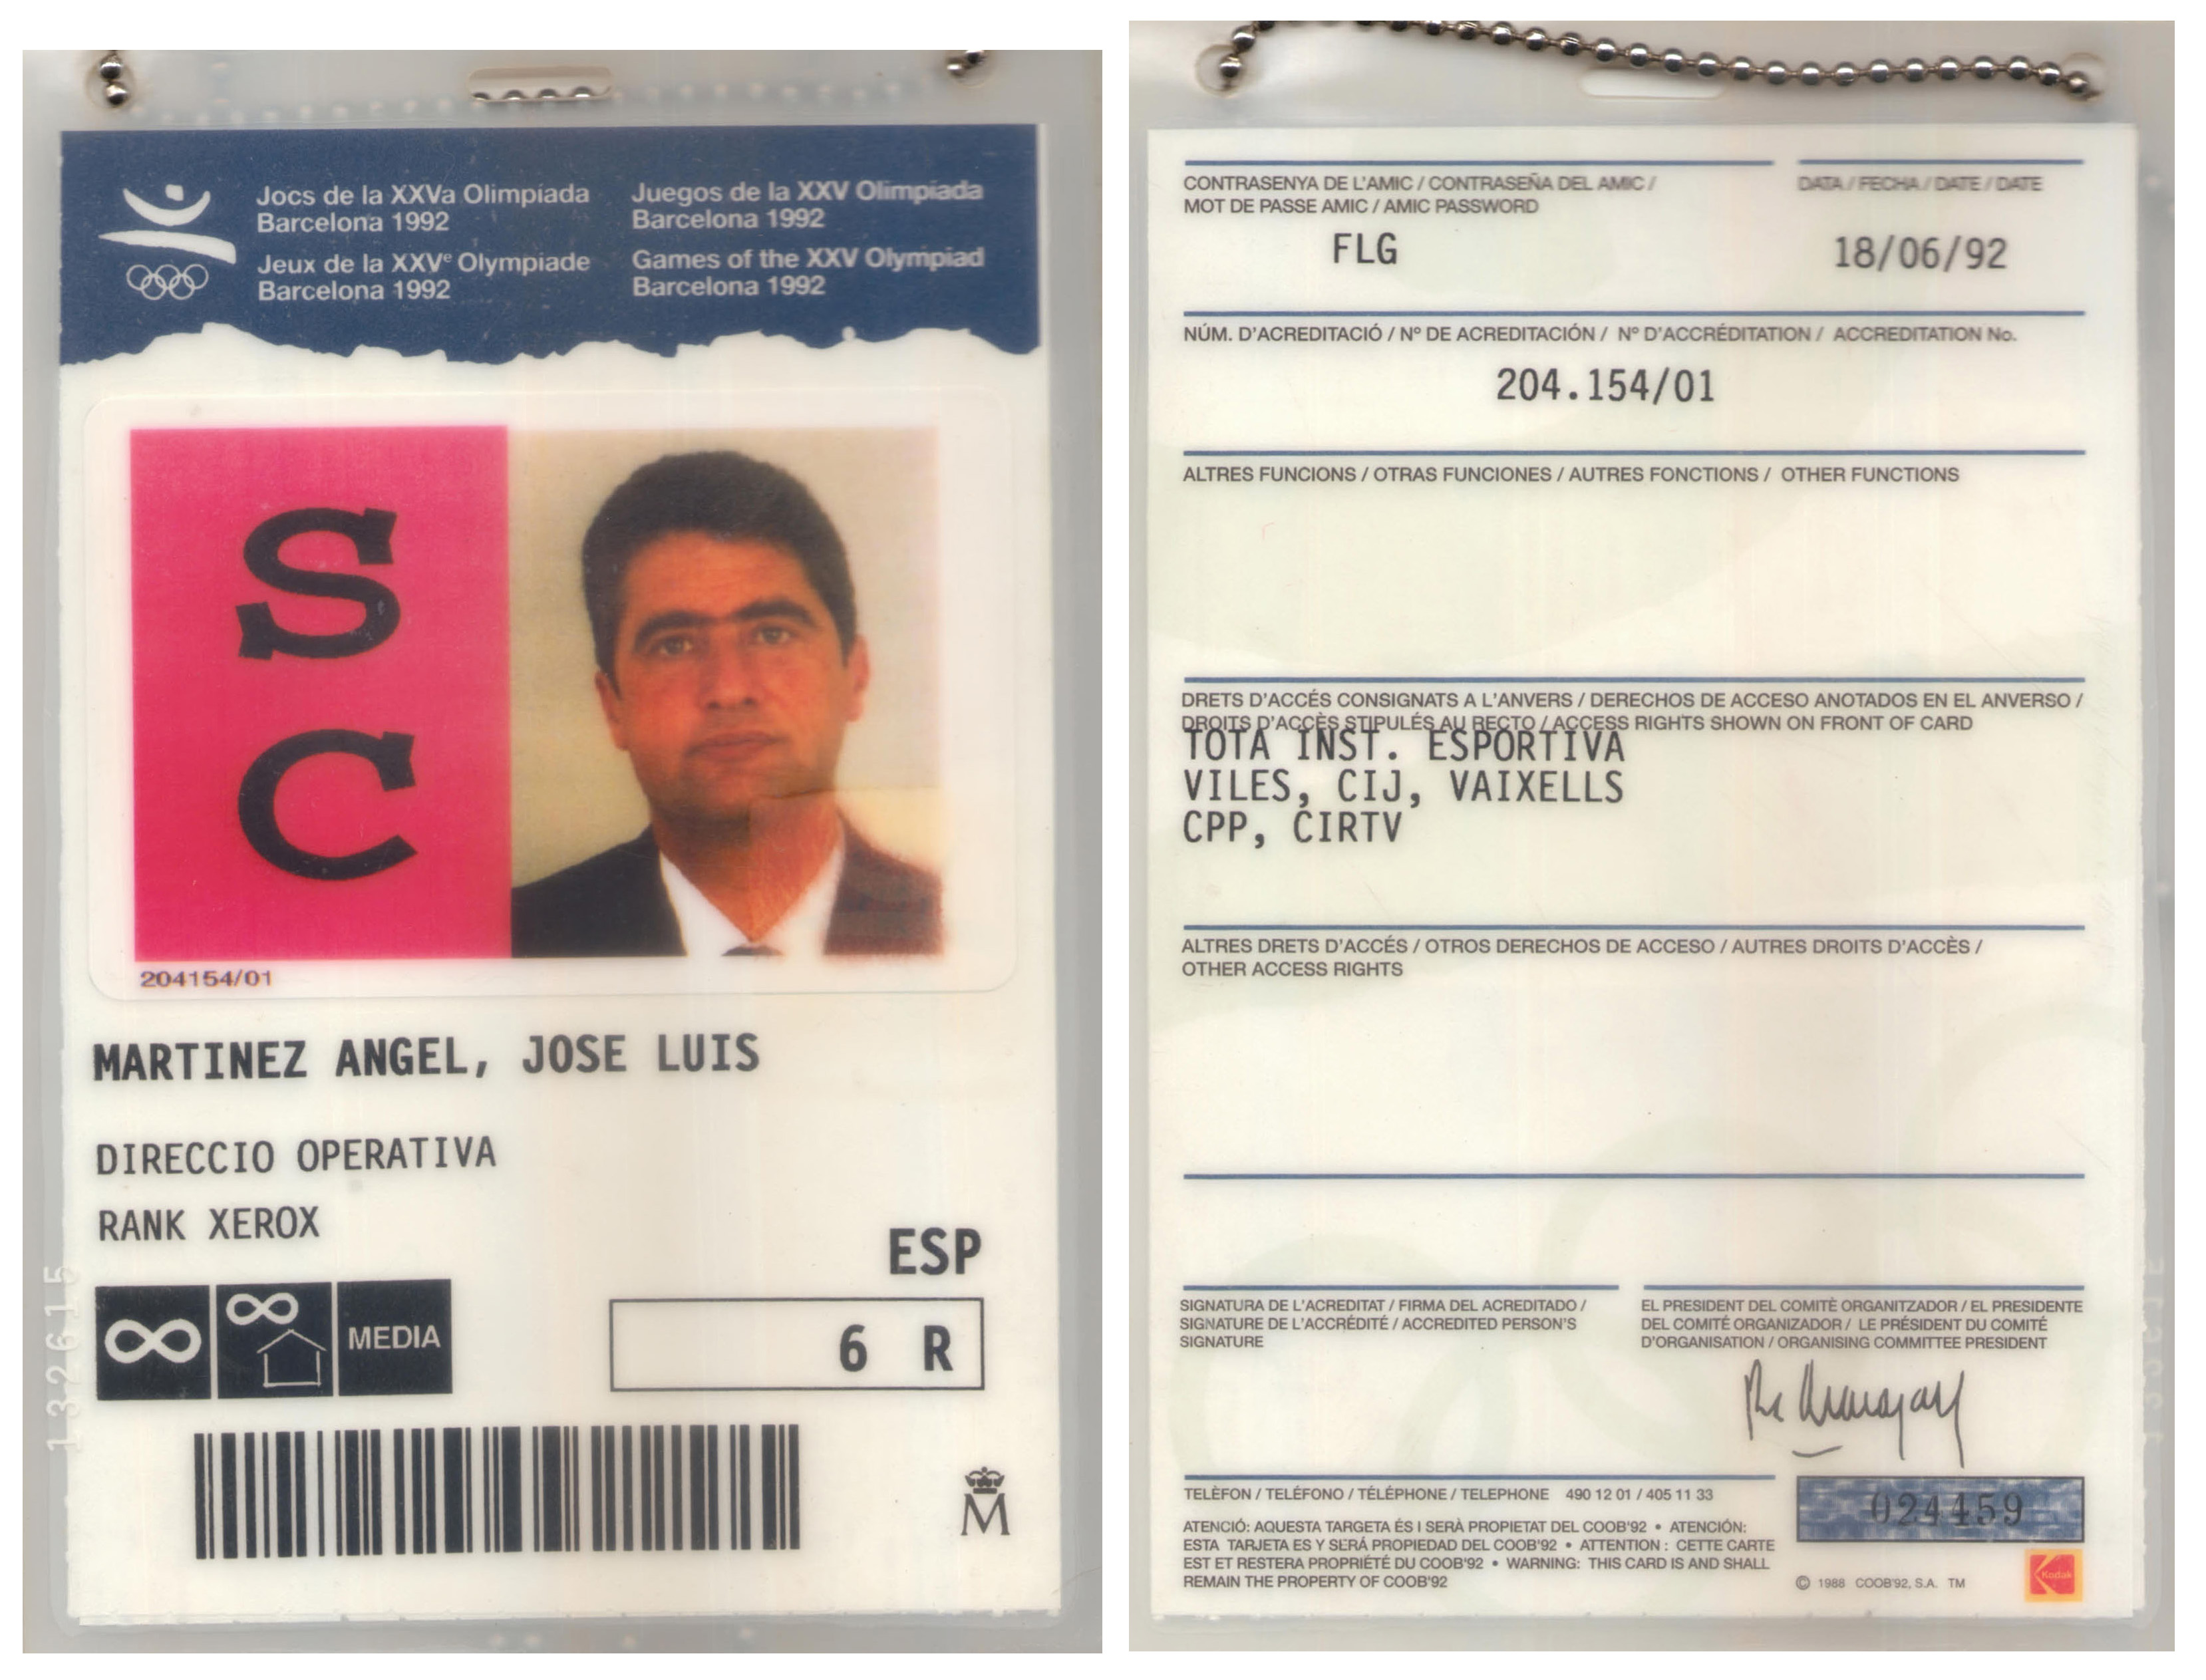 Jocs de la XXVa Olimpíada
Barcelona 1992
Juegos de la XXV Olimpiada
Barcelona 1992
Jeux de la XXVe Olympiade
Barcelona 1992
Games of the XXV Olympiad
Barcelona 1992
S
C
204154/01
MARTINEZ ANGEL, JOSE LUIS
DIRECCIO OPERATIVA
RANK XEROX
ESP
∞
∞
MEDIA
6 R
132615
M
CONTRASENYA DE L'AMIC / CONTRASEÑA DEL AMIC /
MOT DE PASSE AMIC / AMIC PASSWORD
DATA / FECHA / DATE / DATE
FLG
18/06/92
NÚM. D'ACREDITACIÓ / Nº DE ACREDITACIÓN / Nº D'ACCRÉDITATION / ACCREDITATION No.
204.154/01
ALTRES FUNCIONS / OTRAS FUNCIONES / AUTRES FONCTIONS / OTHER FUNCTIONS
DRETS D'ACCÉS CONSIGNATS A L'ANVERS / DERECHOS DE ACCESO ANOTADOS EN EL ANVERSO /
DROITS D'ACCÈS STIPULÉS AU RECTO / ACCESS RIGHTS SHOWN ON FRONT OF CARD
TOTA INST. ESPORTIVA
VILES, CIJ, VAIXELLS
CPP, CIRTV
ALTRES DRETS D'ACCÉS / OTROS DERECHOS DE ACCESO / AUTRES DROITS D'ACCÈS /
OTHER ACCESS RIGHTS
SIGNATURA DE L'ACREDITAT / FIRMA DEL ACREDITADO /
SIGNATURE DE L'ACCRÉDITÉ / ACCREDITED PERSON'S
SIGNATURE
EL PRESIDENT DEL COMITÈ ORGANITZADOR / EL PRESIDENTE
DEL COMITÉ ORGANIZADOR / LE PRÉSIDENT DU COMITÉ
D'ORGANISATION / ORGANISING COMMITTEE PRESIDENT
TELÈFON / TELÉFONO / TÉLÉPHONE / TELEPHONE 490 12 01 / 405 11 33
ATENCIÓ: AQUESTA TARGETA ÉS I SERÀ PROPIETAT DEL COOB'92 • ATENCIÓN:
ESTA TARJETA ES Y SERÁ PROPIEDAD DEL COOB'92 • ATTENTION : CETTE CARTE
EST ET RESTERA PROPRIÉTÉ DU COOB'92 • WARNING: THIS CARD IS AND SHALL
REMAIN THE PROPERTY OF COOB'92
024459
© 1988 COOB'92, S.A. TM
Kodak